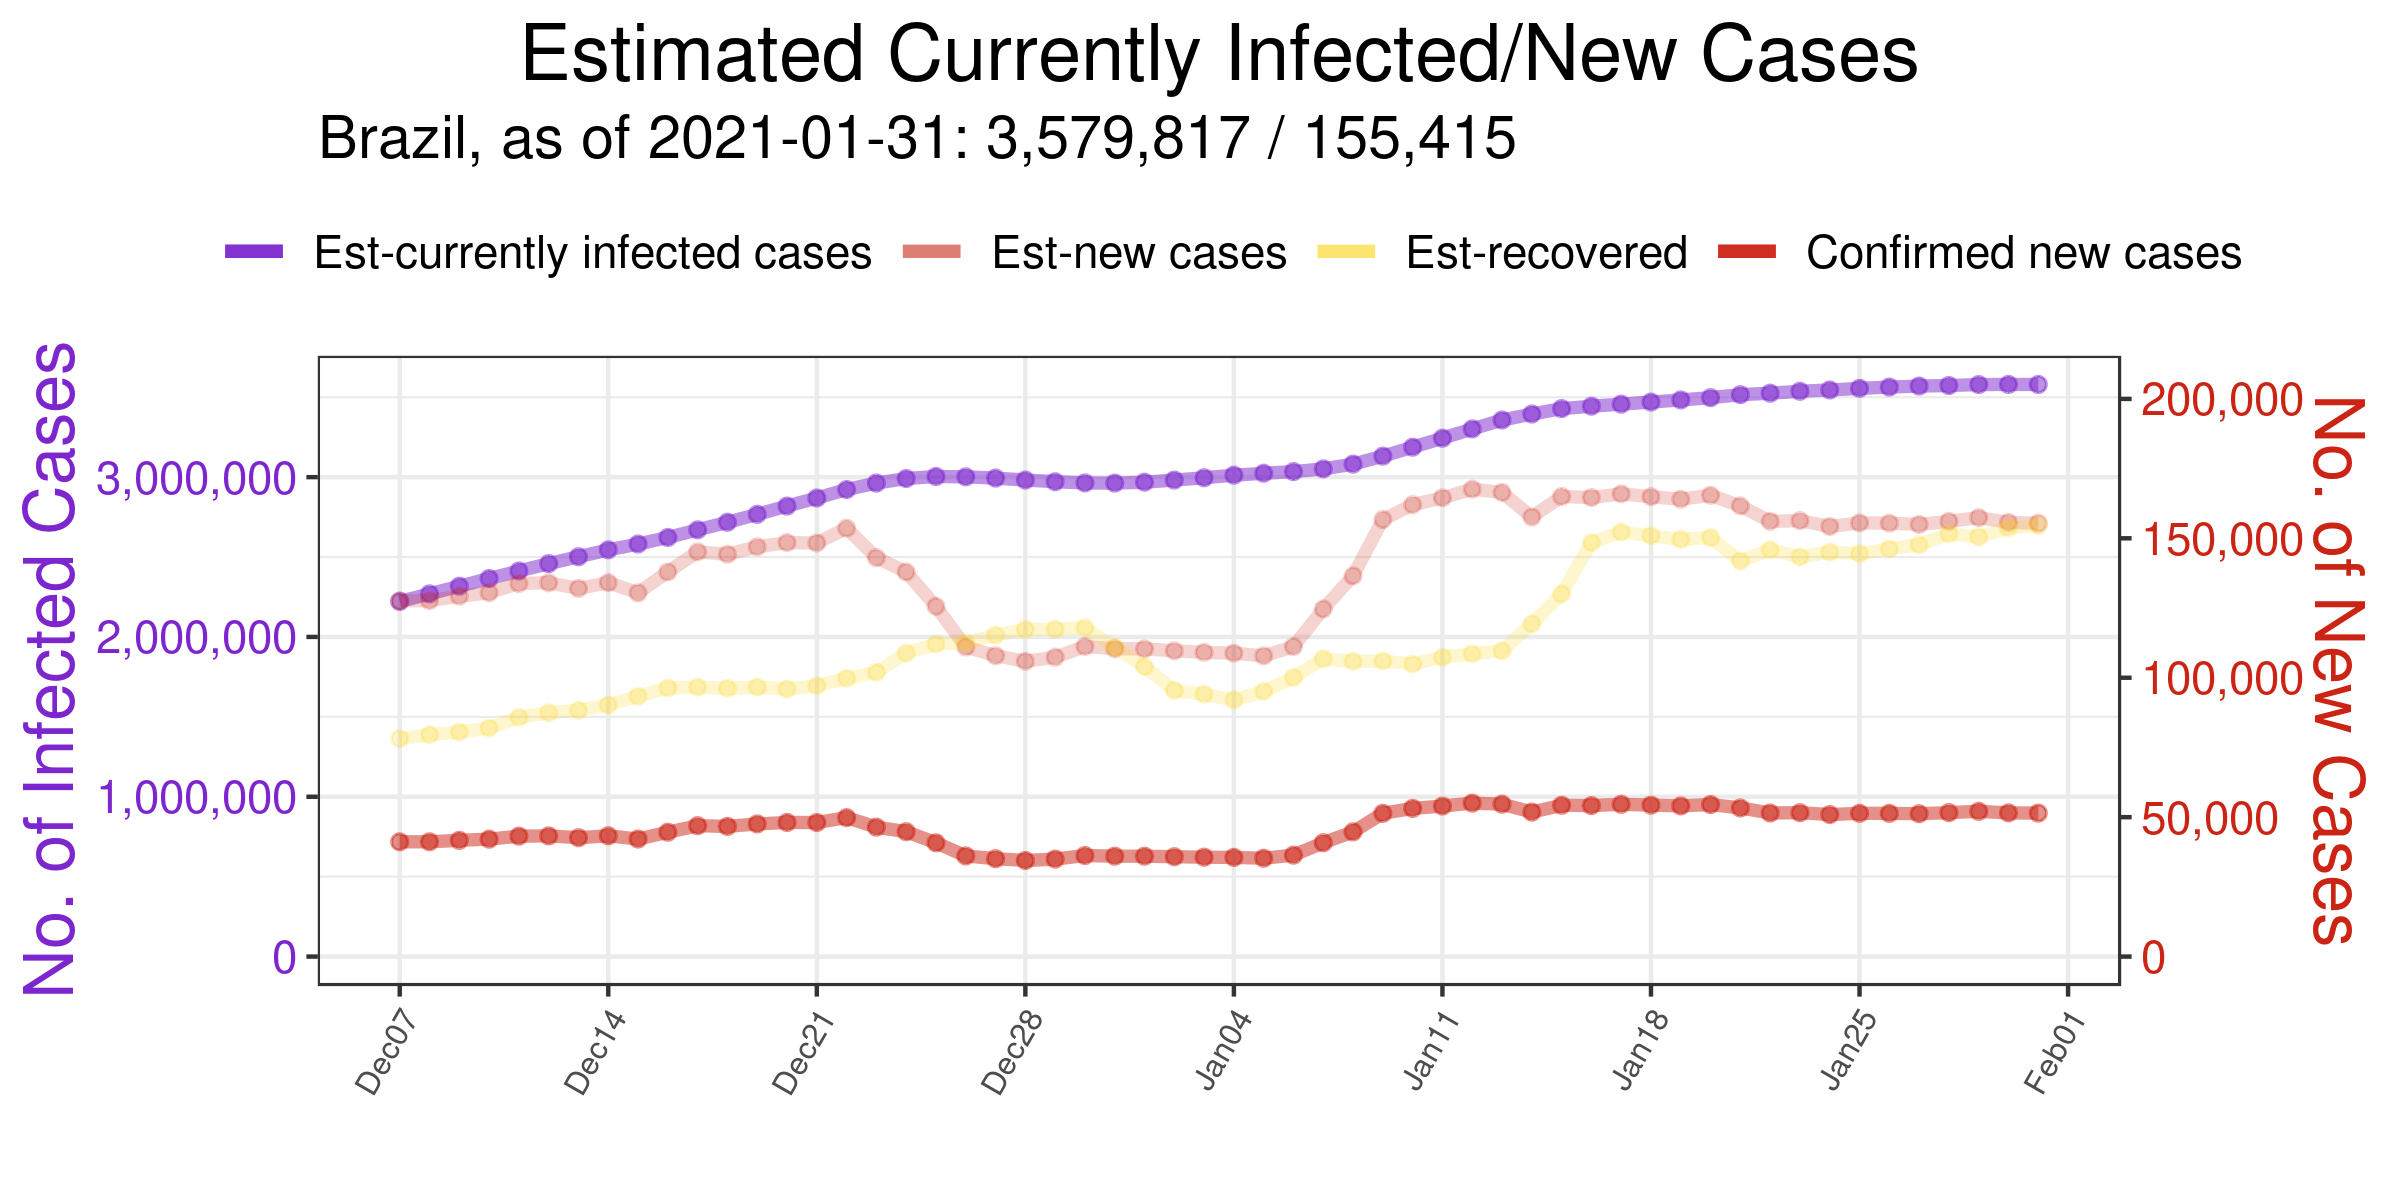 Estimated Currently Infected/New Cases
Brazil, as of 2021-01-31: 3,579,817 / 155,415
Est-currently infected cases Est-new cases Est-recovered Confirmed new cases
No. of Infected Cases
3,000,000
2,000,000
1,000,000
0
200,000
150,000
100,000
50,000
0
No. of New Cases
Dec07 Dec14 Dec21 Dec28 Jan04 Jan11 Jan18 Jan25 Feb01